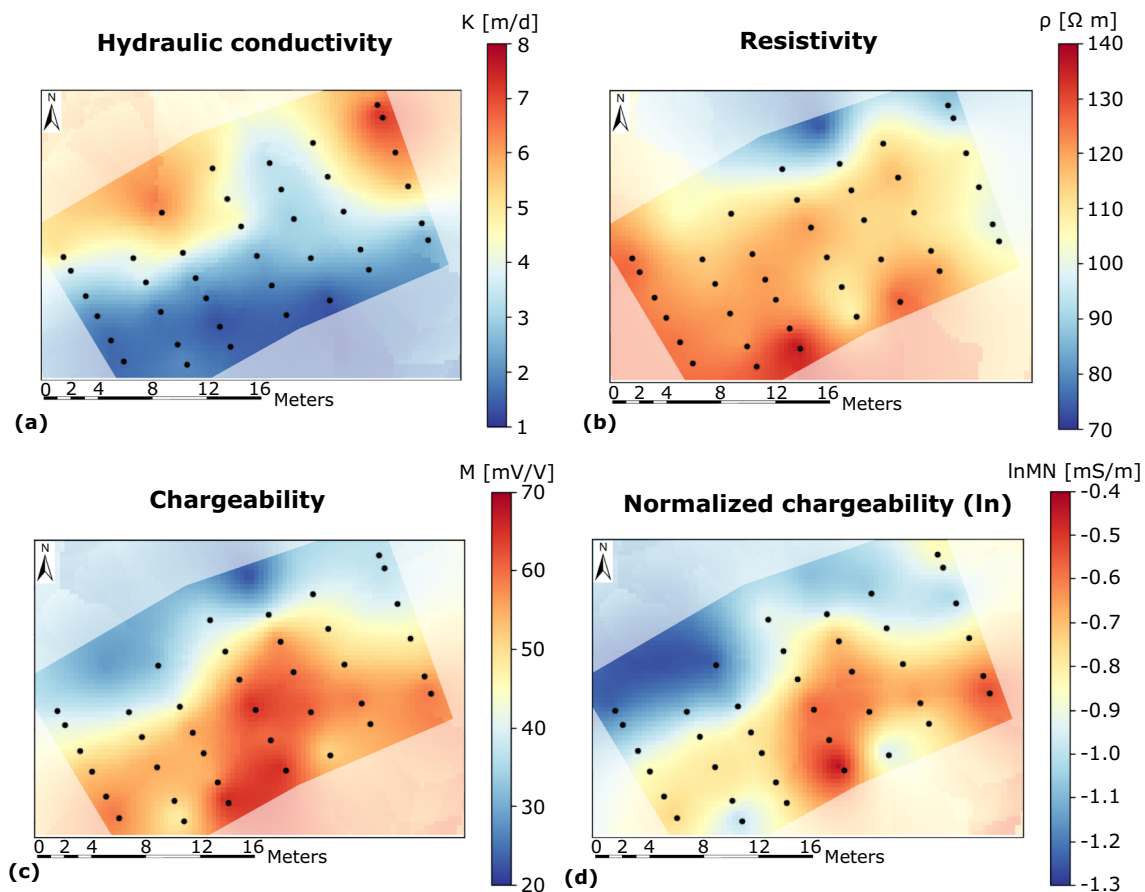 K [m/d]
Hydraulic conductivity
N
8
7
6
5
4
3
2
1
0 2 4 8 12 16
Meters
(a)
ρ [Ω m]
Resistivity
N
140
130
120
110
100
90
80
70
0 2 4 8 12 16
Meters
(b)
M [mV/V]
Chargeability
N
70
60
50
40
30
20
0 2 4 8 12 16
Meters
(c)
lnMN [mS/m]
Normalized chargeability (ln)
N
-0.4
-0.5
-0.6
-0.7
-0.8
-0.9
-1.0
-1.1
-1.2
-1.3
0 2 4 8 12 16
Meters
(d)